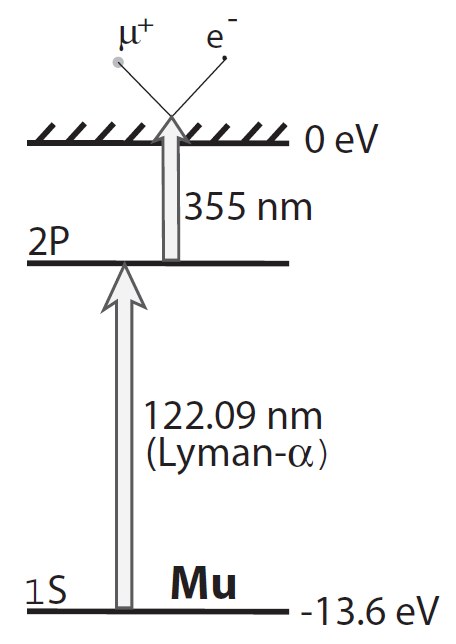 μ+ e-
0 eV
355 nm
2P
122.09 nm
(Lyman-α)
1S Mu -13.6 eV